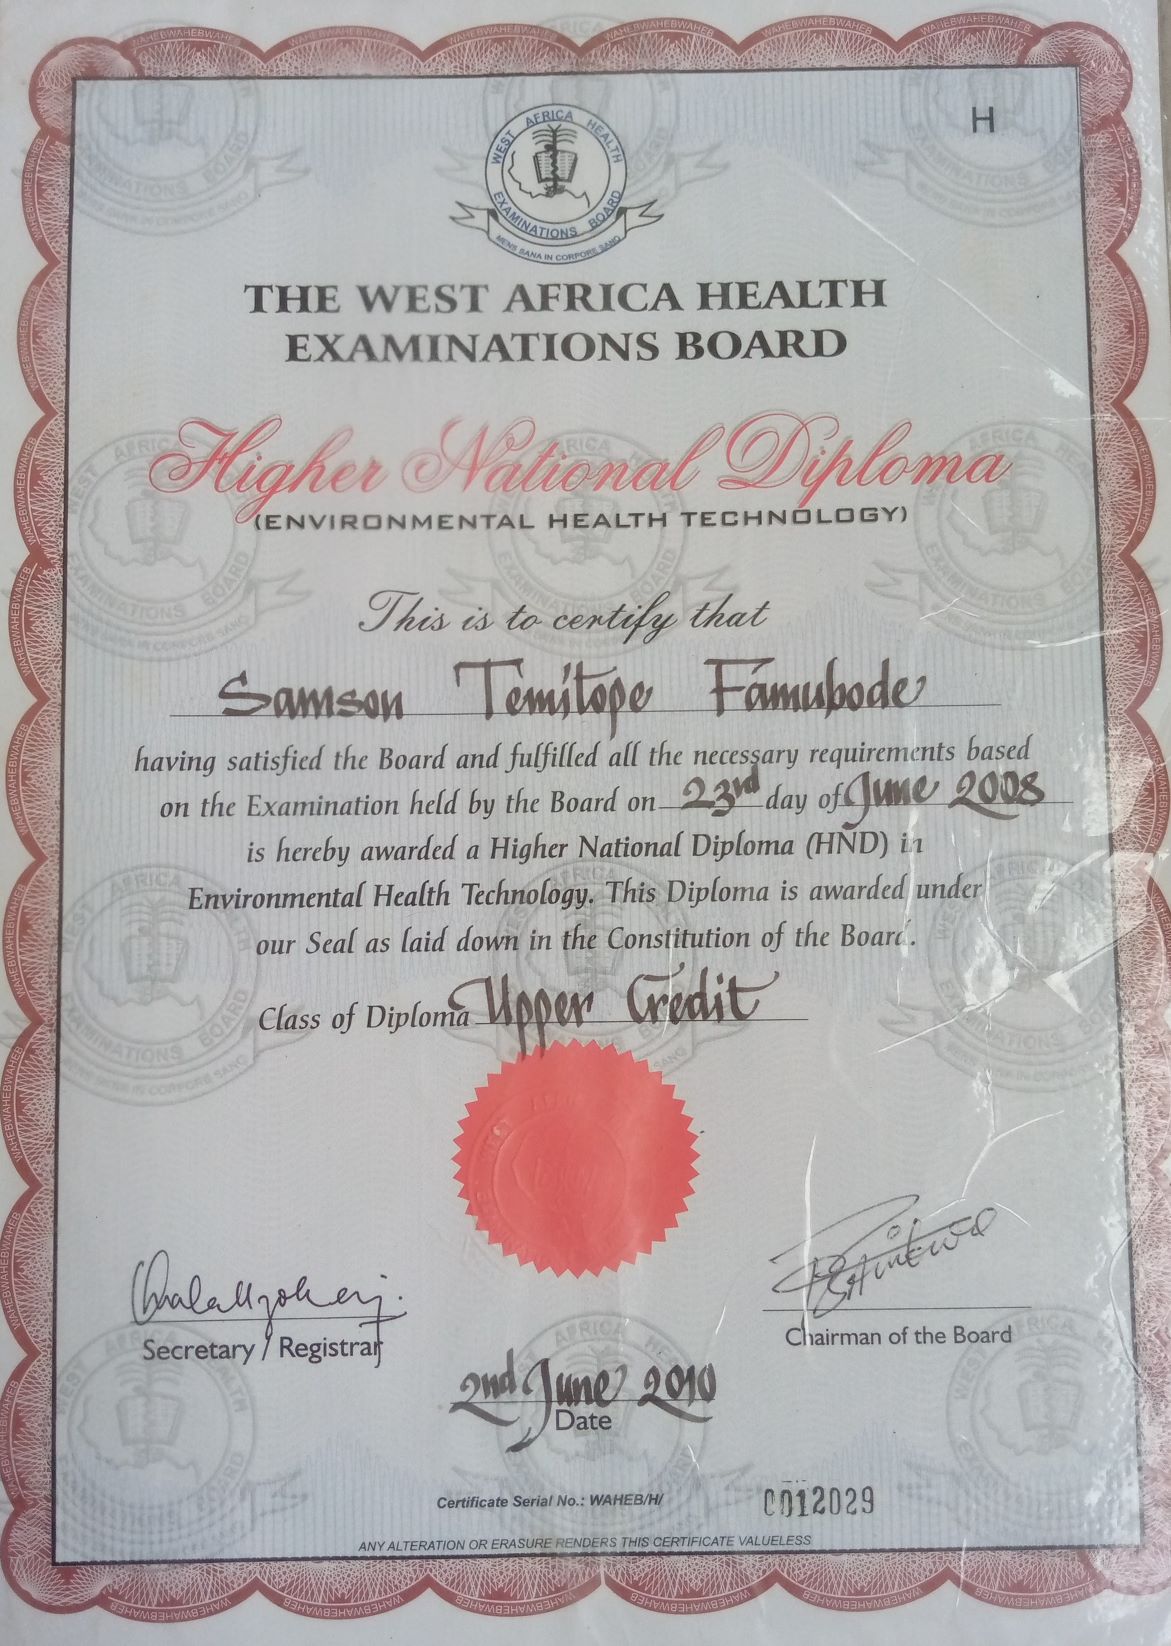 H
WEST AFRICA HEALTH
EXAMINATIONS BOARD
MENS SANA IN CORPORE SANO
THE WEST AFRICA HEALTH
EXAMINATIONS BOARD
Higher National Diploma
(ENVIRONMENTAL HEALTH TECHNOLOGY)
This is to certify that
Samson Temitope Famubode
having satisfied the Board and fulfilled all the necessary requirements based
on the Examination held by the Board on 23rd day of June 2008
is hereby awarded a Higher National Diploma (HND) in
Environmental Health Technology. This Diploma is awarded under
our Seal as laid down in the Constitution of the Board.
Class of Diploma Upper Credit
Secretary / Registrar
Chairman of the Board
2nd June 2010
Date
Certificate Serial No.: WAHEB/H/ 0012029
ANY ALTERATION OR ERASURE RENDERS THIS CERTIFICATE VALUELESS